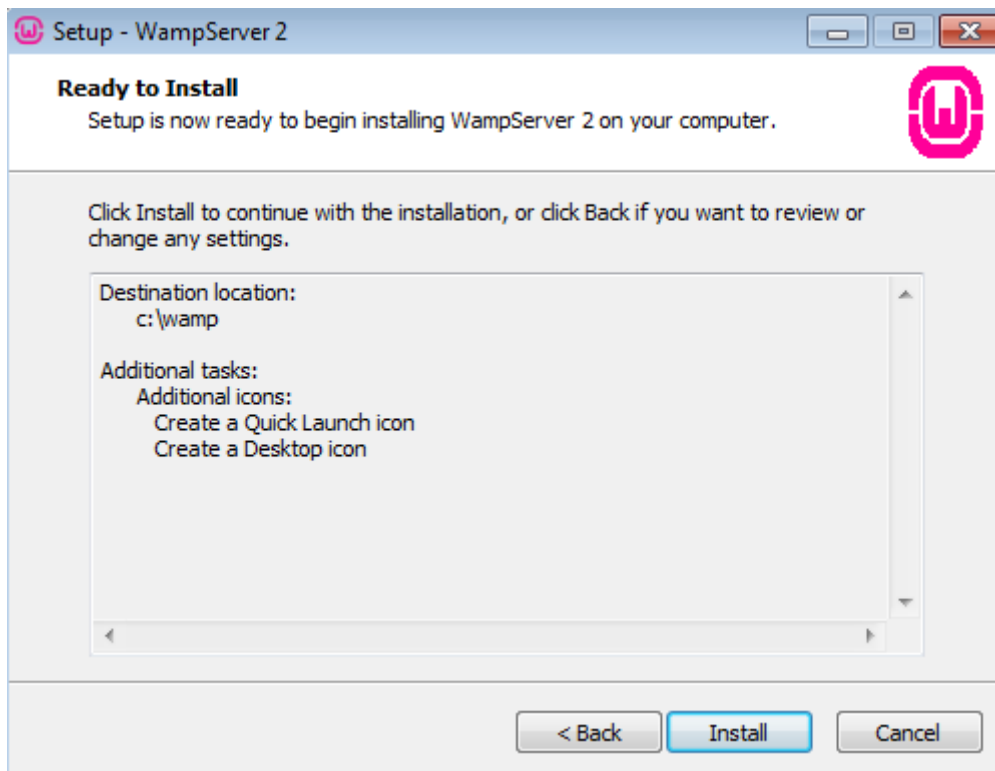 Setup - WampServer 2
Ready to Install
Setup is now ready to begin installing WampServer 2 on your computer.
Click Install to continue with the installation, or click Back if you want to review or
change any settings.
Destination location:
c:\wamp
Additional tasks:
Additional icons:
Create a Quick Launch icon
Create a Desktop icon
< Back
Install
Cancel